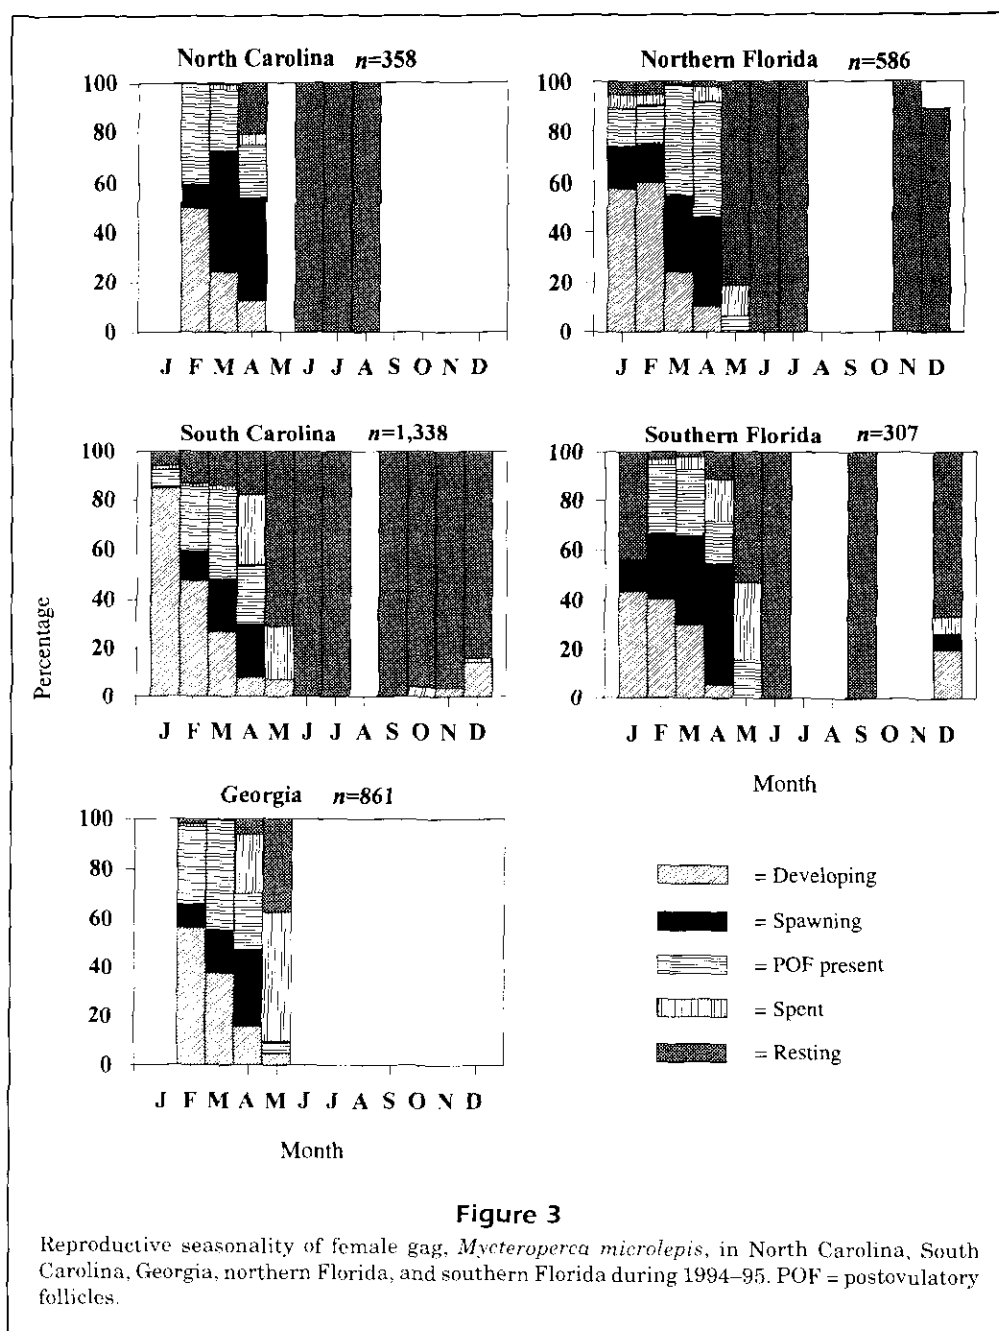 North Carolina n=358
100
80
60
40
20
0
J F M A M J J A S O N D
Northern Florida n=586
100
80
60
40
20
0
J F M A M J J A S O N D
South Carolina n=1,338
100
80
60
40
20
0
J F M A M J J A S O N D
Southern Florida n=307
100
80
60
40
20
0
J F M A M J J A S O N D
Month
Percentage
Georgia n=861
100
80
60
40
20
0
J F M A M J J A S O N D
Month
= Developing
= Spawning
= POF present
= Spent
= Resting
Figure 3
Reproductive seasonality of female gag, Mycteroperca microlepis, in North Carolina, South
Carolina, Georgia, northern Florida, and southern Florida during 1994–95. POF = postovulatory
follicles.